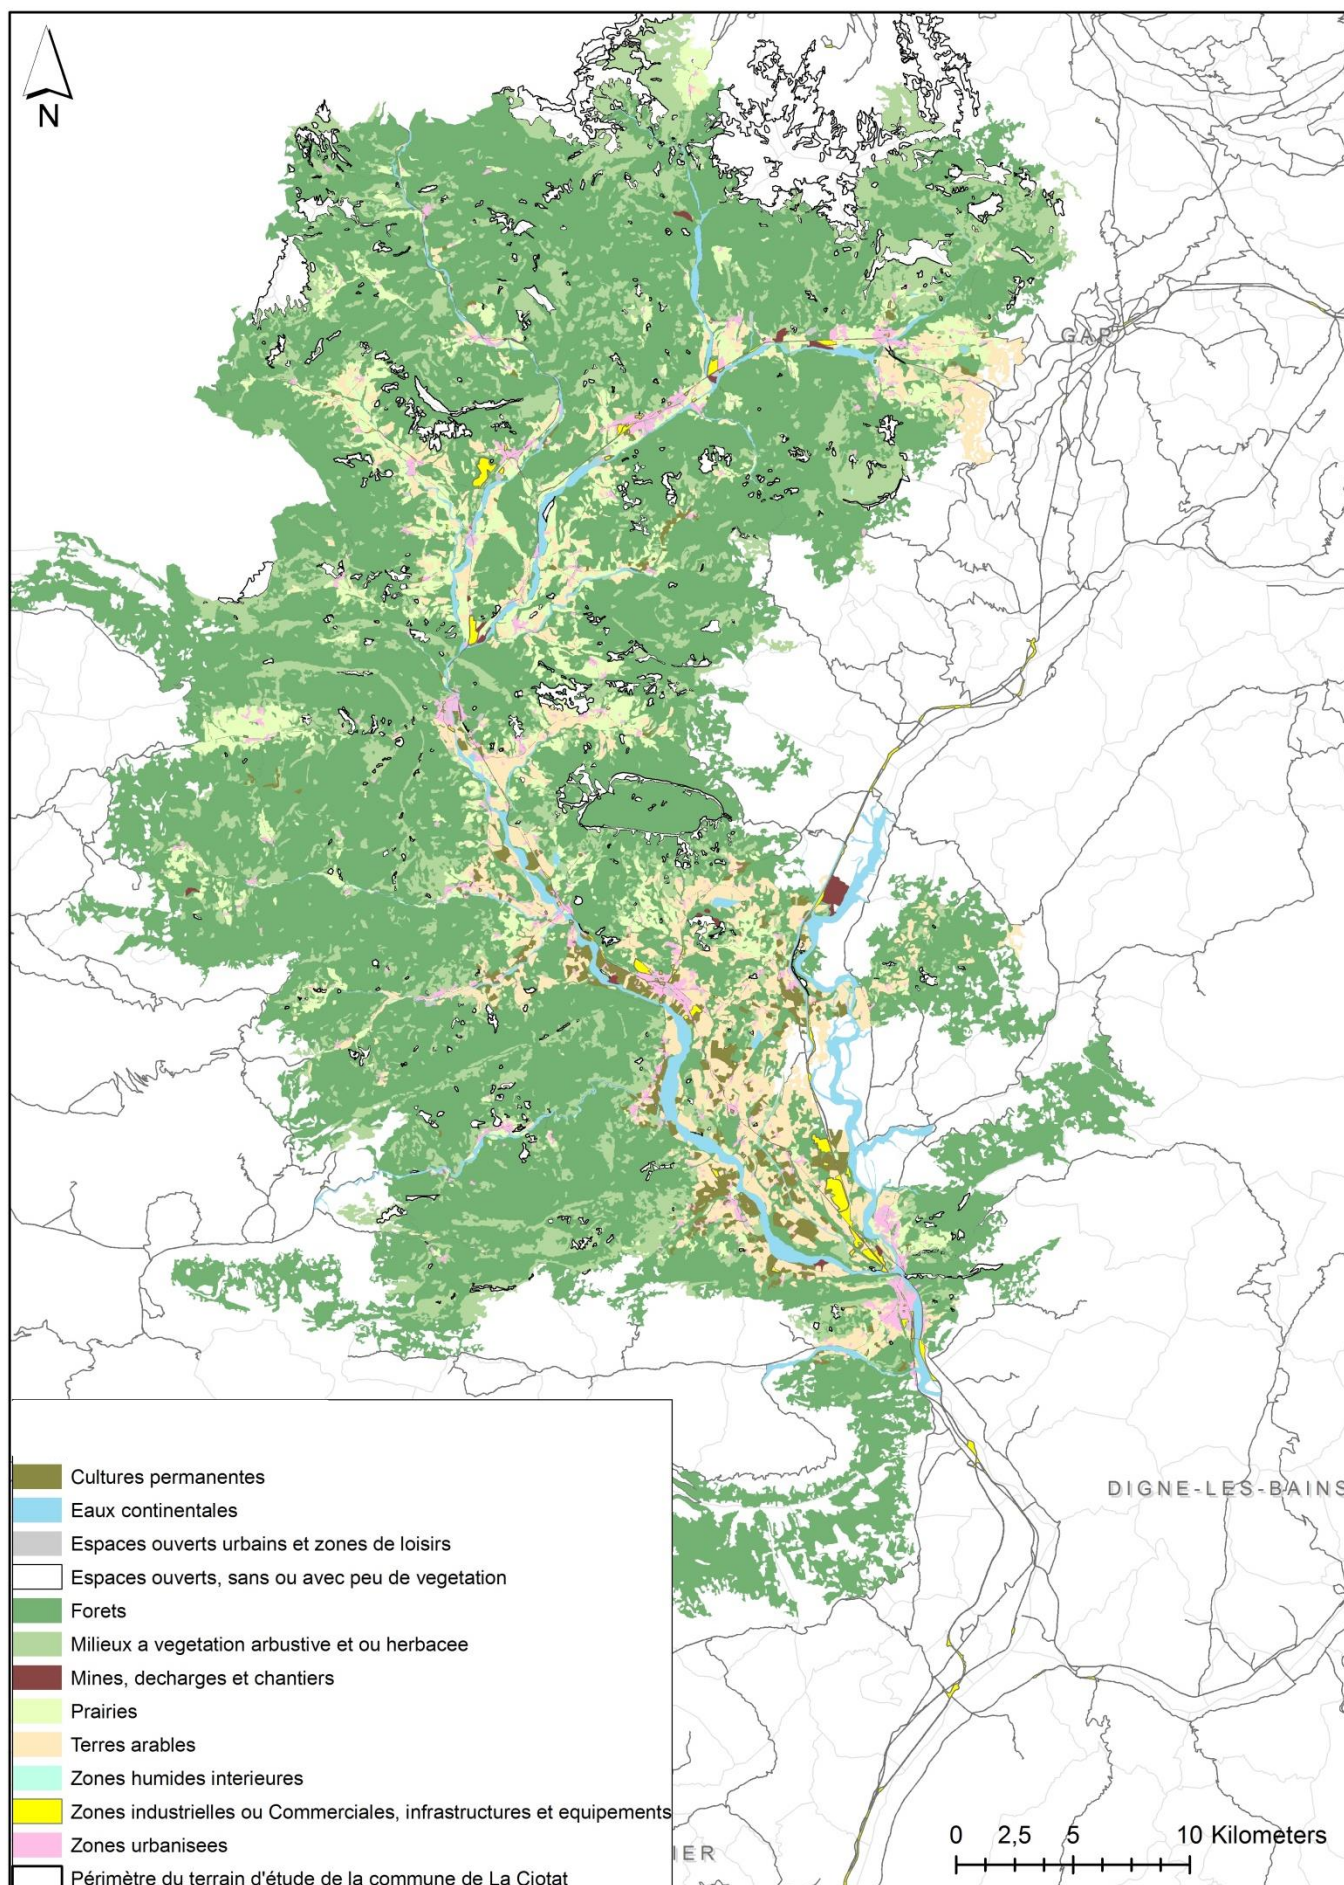 N
GAP
DIGNE-LES-BAINS
Cultures permanentes
Eaux continentales
Espaces ouverts urbains et zones de loisirs
Espaces ouverts, sans ou avec peu de vegetation
Forets
Milieux a vegetation arbustive et ou herbacee
Mines, decharges et chantiers
Prairies
Terres arables
Zones humides interieures
Zones industrielles ou Commerciales, infrastructures et equipements
Zones urbanisees
Périmètre du terrain d'étude de la commune de La Ciotat
IER
0 2,5 5 10 Kilometers